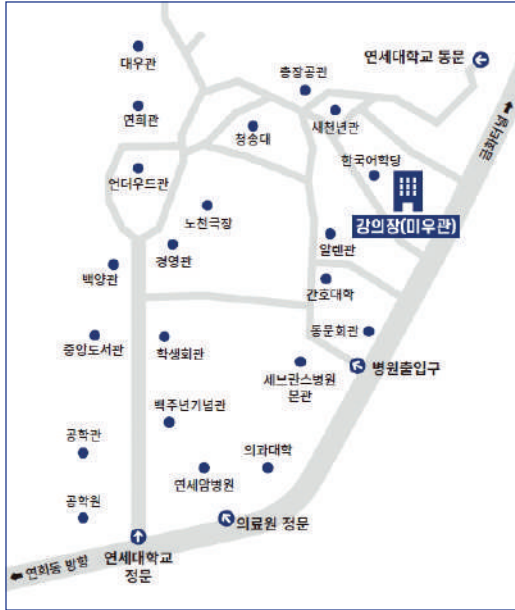 대우관
연세대학교 동문
총장공관
연희관
새천년관
청송대
금화터널
한국어학당
언더우드관
노천극장
강의장(미우관)
경영관
알렌관
백양관
간호대학
동문회관
중앙도서관
학생회관
세브란스병원
본관
병원출입구
백주년기념관
공학관
의과대학
연세암병원
공학원
의료원 정문
연세대학교
정문
연희동 방향